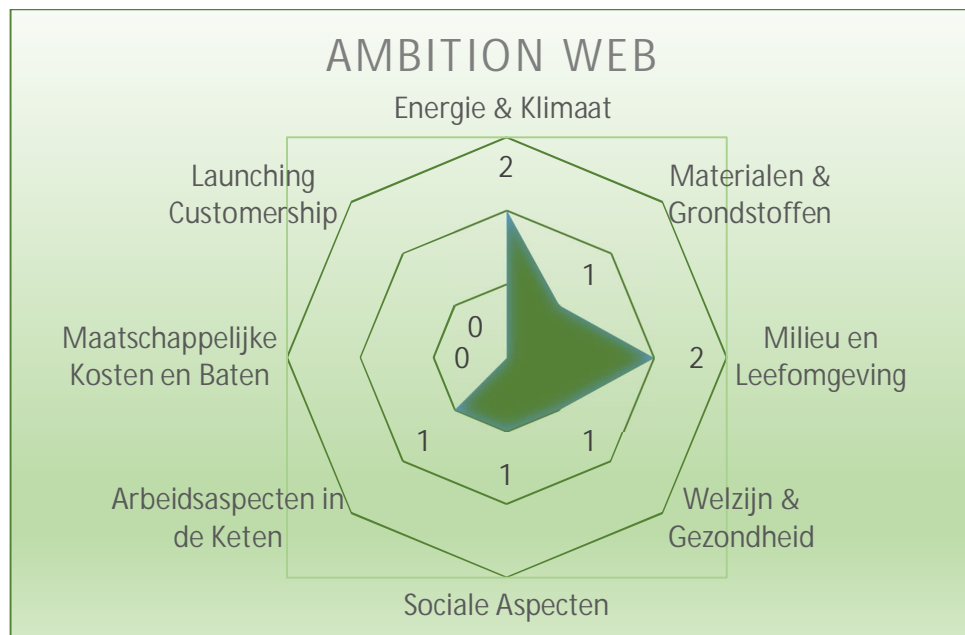 AMBITION WEB
Energie & Klimaat
2
Launching
Customership
Materialen &
Grondstoffen
1
0
Maatschappelijke
Kosten en Baten
0
2
Milieu en
Leefomgeving
1
1
1
Arbeidsaspecten in
de Keten
Welzijn &
Gezondheid
Sociale Aspecten